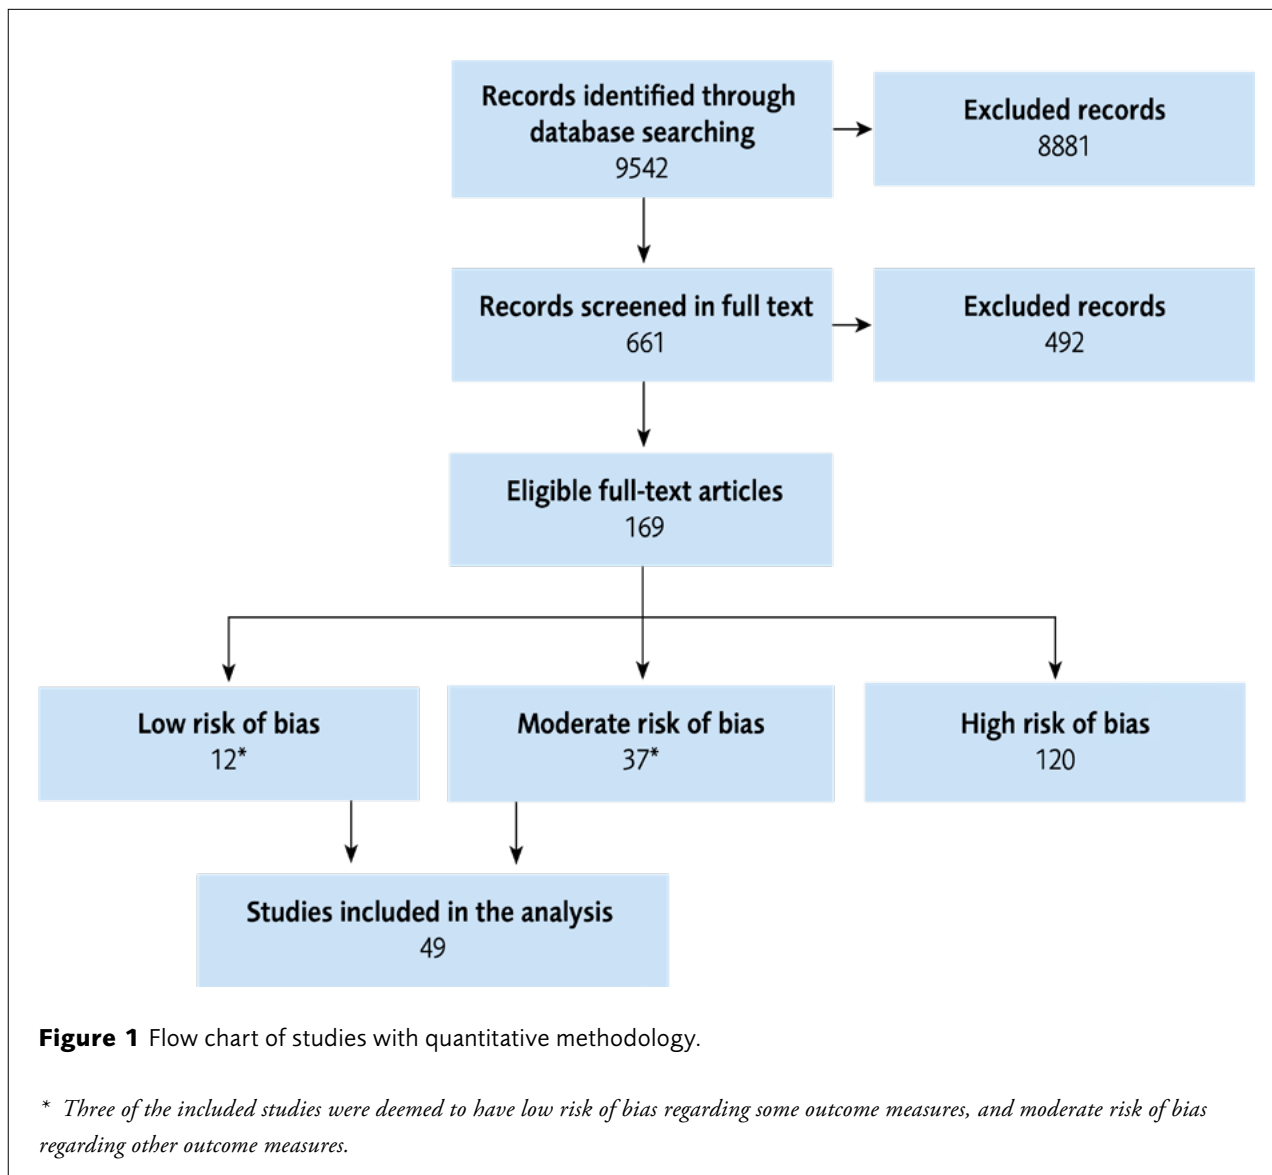 Records identified through
database searching
9542
Excluded records
8881
Records screened in full text
661
Excluded records
492
Eligible full-text articles
169
Low risk of bias
12*
Moderate risk of bias
37*
High risk of bias
120
Studies included in the analysis
49
Figure 1 Flow chart of studies with quantitative methodology.
* Three of the included studies were deemed to have low risk of bias regarding some outcome measures, and moderate risk of bias
regarding other outcome measures.